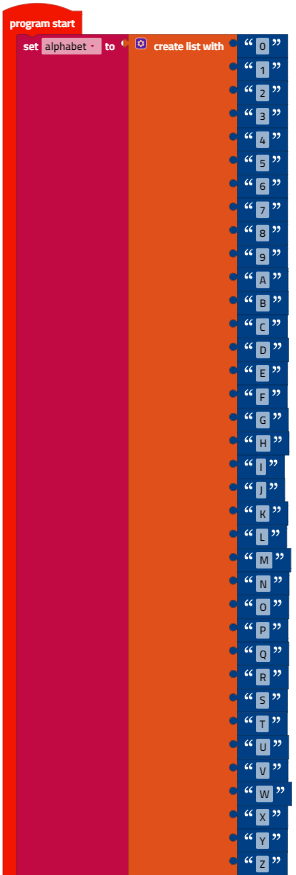 program start
set alphabet to create list with “ 0 ”
“ 1 ”
“ 2 ”
“ 3 ”
“ 4 ”
“ 5 ”
“ 6 ”
“ 7 ”
“ 8 ”
“ 9 ”
“ A ”
“ B ”
“ C ”
“ D ”
“ E ”
“ F ”
“ G ”
“ H ”
“ I ”
“ J ”
“ K ”
“ L ”
“ M ”
“ N ”
“ O ”
“ P ”
“ Q ”
“ R ”
“ S ”
“ T ”
“ U ”
“ V ”
“ W ”
“ X ”
“ Y ”
“ Z ”